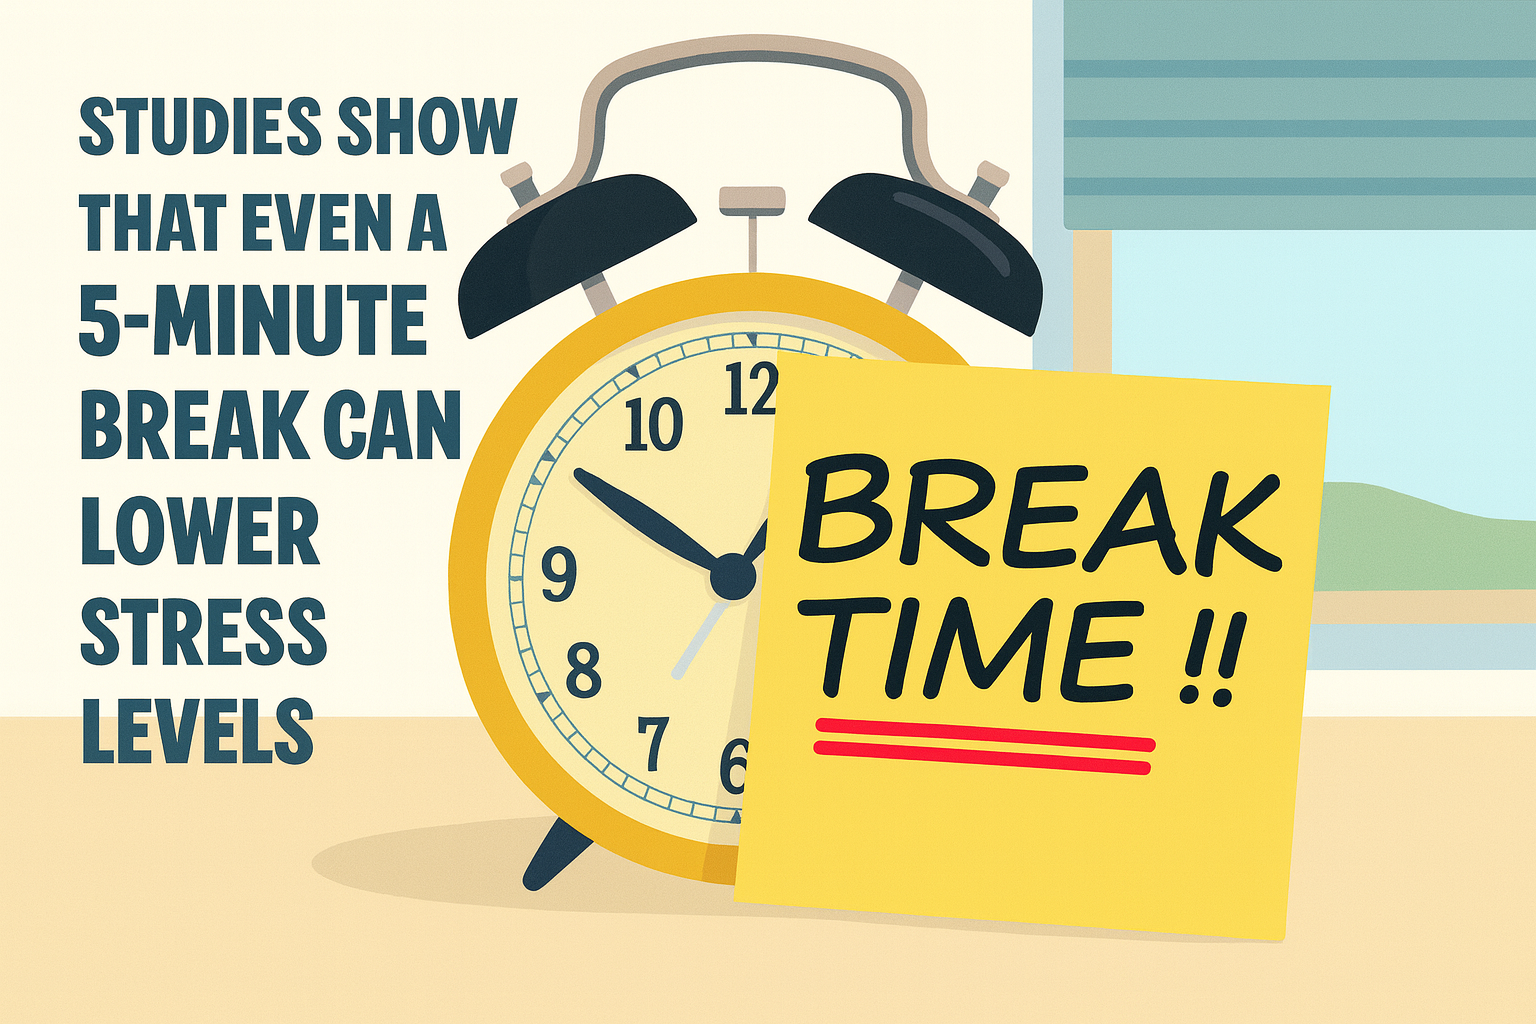 STUDIES SHOW
THAT EVEN A
5-MINUTE
BREAK CAN
LOWER
STRESS
LEVELS
12
10
9
8
7
6
BREAK
TIME !!